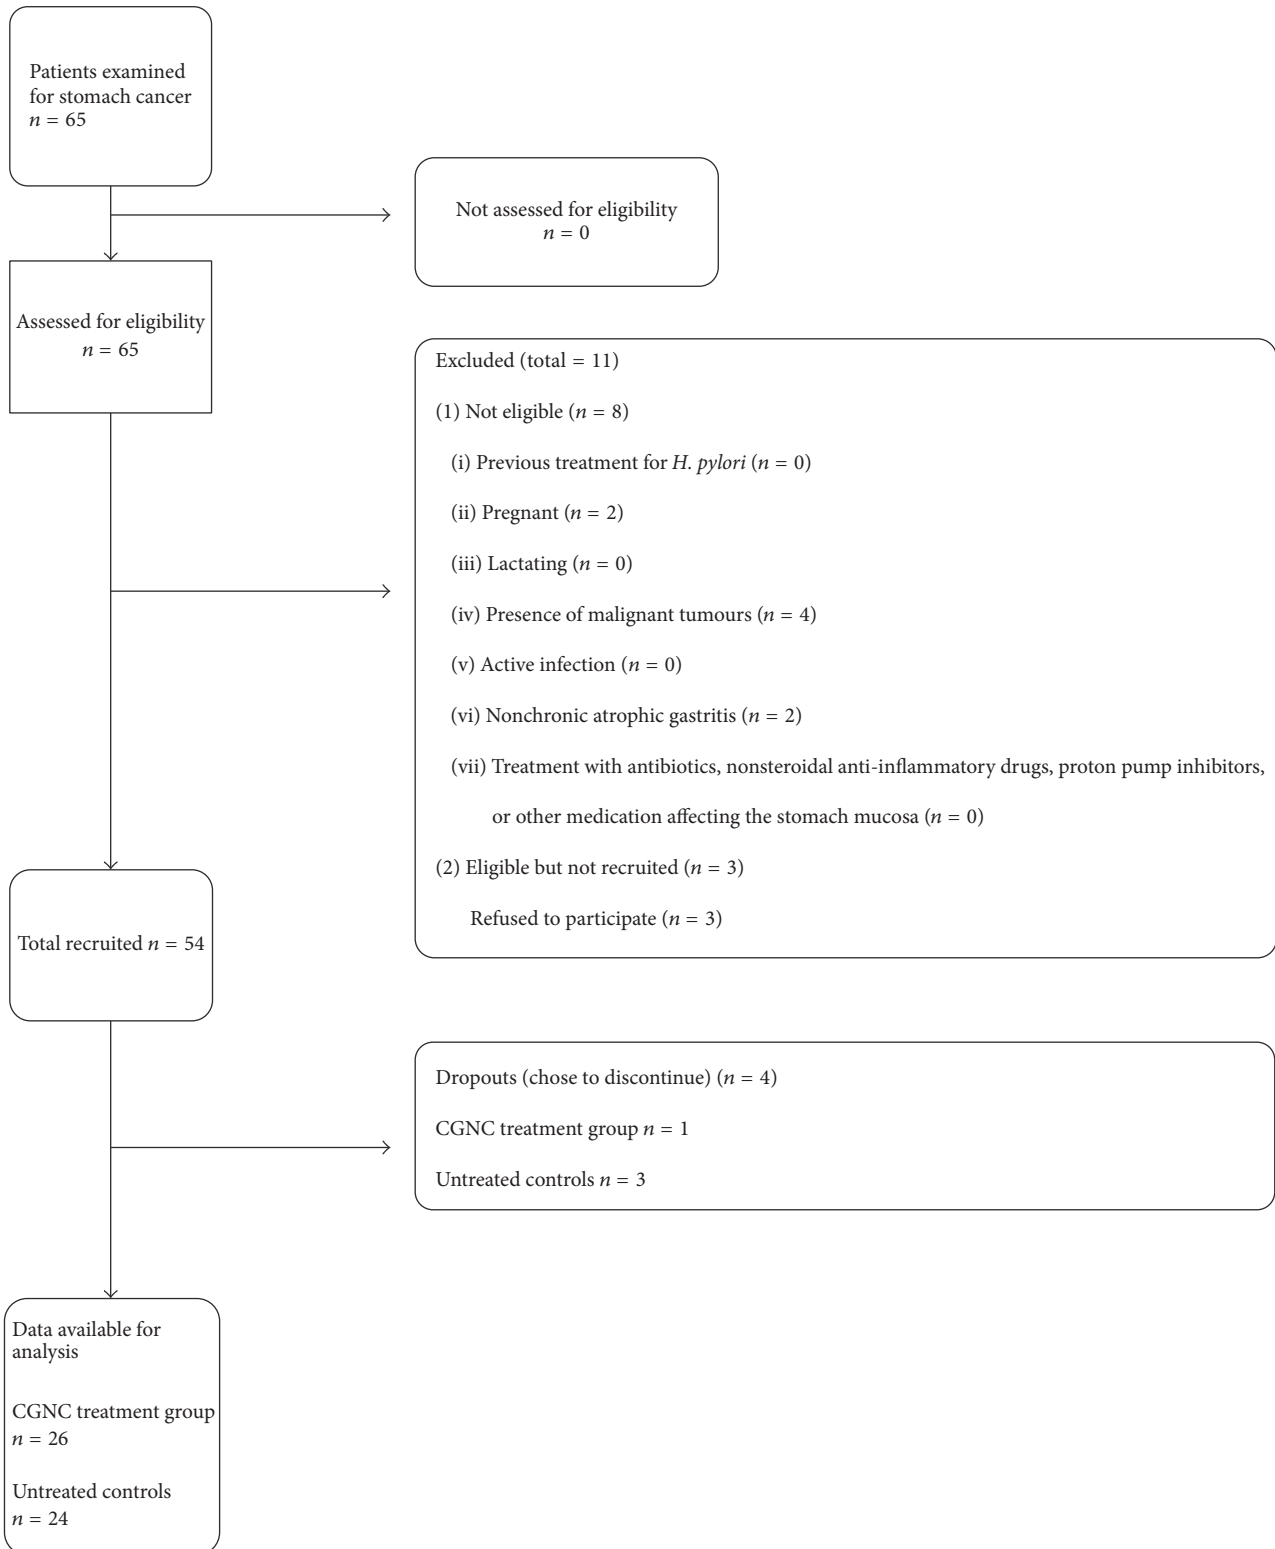 Patients examined
for stomach cancer
n = 65
Not assessed for eligibility
n = 0
Assessed for eligibility
n = 65
Excluded (total = 11)
(1) Not eligible (n = 8)
(i) Previous treatment for H. pylori (n = 0)
(ii) Pregnant (n = 2)
(iii) Lactating (n = 0)
(iv) Presence of malignant tumours (n = 4)
(v) Active infection (n = 0)
(vi) Nonchronic atrophic gastritis (n = 2)
(vii) Treatment with antibiotics, nonsteroidal anti-inflammatory drugs, proton pump inhibitors,
or other medication affecting the stomach mucosa (n = 0)
(2) Eligible but not recruited (n = 3)
Refused to participate (n = 3)
Total recruited n = 54
Dropouts (chose to discontinue) (n = 4)
CGNC treatment group n = 1
Untreated controls n = 3
Data available for
analysis
CGNC treatment group
n = 26
Untreated controls
n = 24